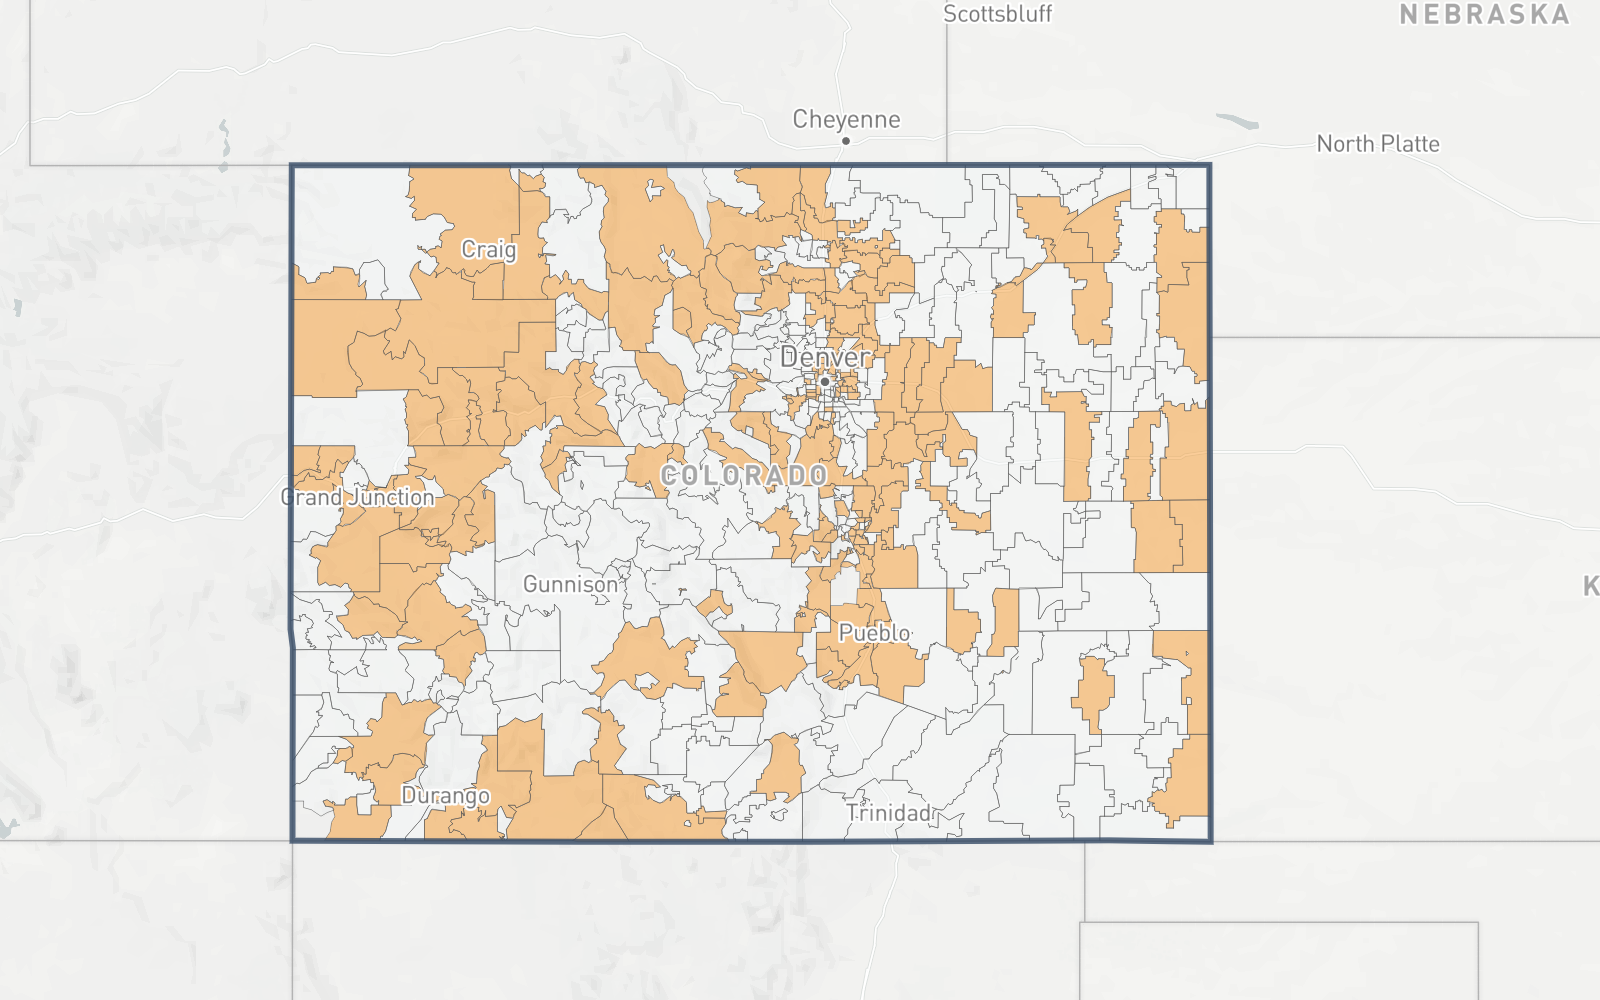 Scottsbluff
NEBRASKA
Cheyenne
North Platte
Craig
Denver
COLORADO
Grand Junction
Gunnison
K
Pueblo
Durango
Trinidad